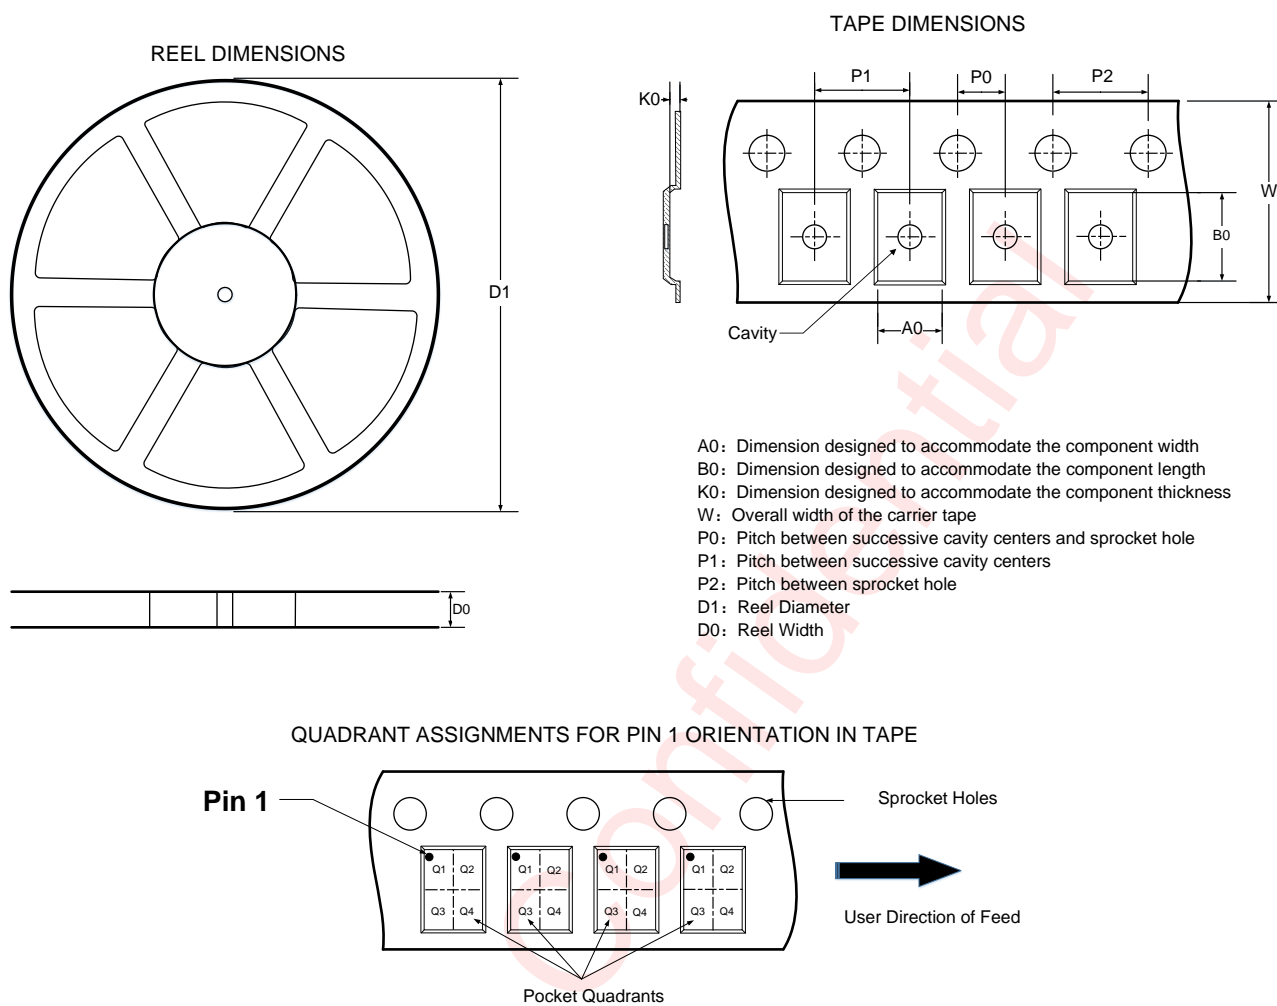 TAPE DIMENSIONS
REEL DIMENSIONS
D1
D0
P1
P0
P2
K0
W
B0
Cavity
A0
A0：Dimension designed to accommodate the component width
B0：Dimension designed to accommodate the component length
K0：Dimension designed to accommodate the component thickness
W：Overall width of the carrier tape
P0：Pitch between successive cavity centers and sprocket hole
P1：Pitch between successive cavity centers
P2：Pitch between sprocket hole
D1：Reel Diameter
D0：Reel Width
QUADRANT ASSIGNMENTS FOR PIN 1 ORIENTATION IN TAPE
Pin 1
Sprocket Holes
Q1 Q2 Q1 Q2 Q1 Q2 Q1 Q2
Q3 Q4 Q3 Q4 Q3 Q4 Q3 Q4
User Direction of Feed
Pocket Quadrants
Confidential